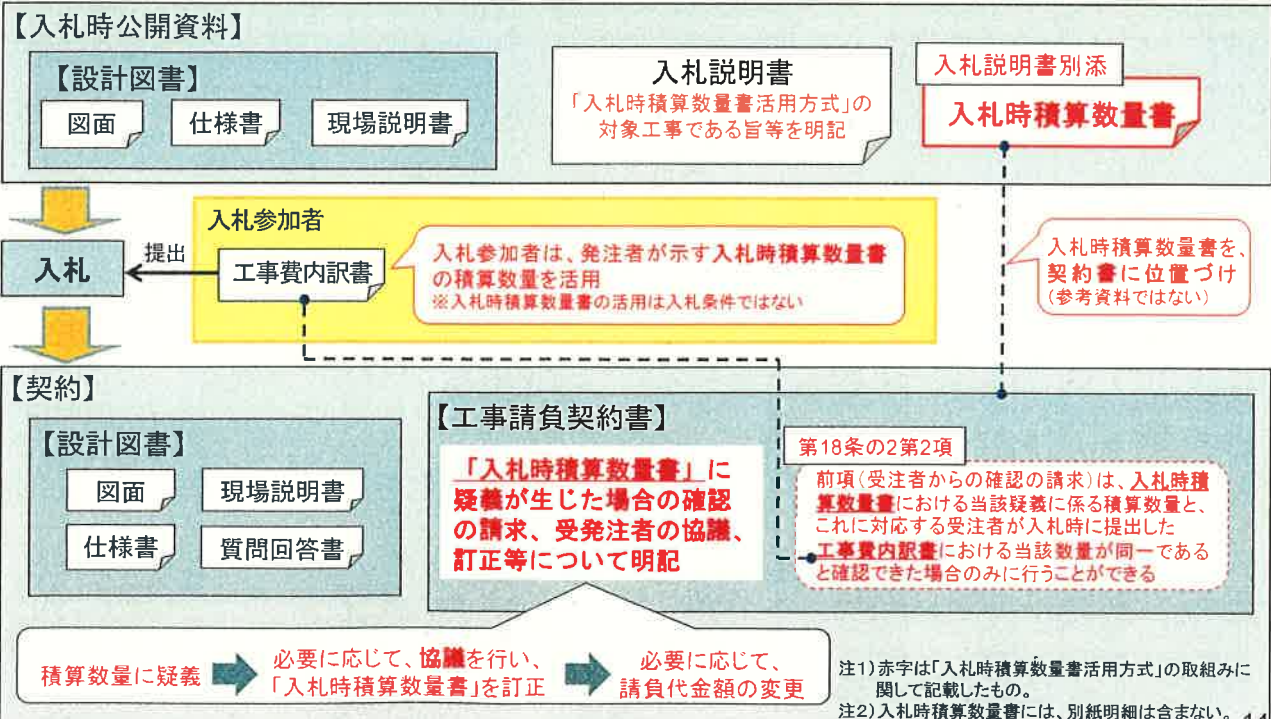 【入札時公開資料】
【設計図書】
図面
仕様書
現場説明書
入札説明書
「入札時積算数量書活用方式」の
対象工事である旨等を明記
入札説明書別添
入札時積算数量書
入札
提出
入札参加者
工事費内訳書
入札参加者は、発注者が示す入札時積算数量書
の積算数量を活用
※入札時積算数量書の活用は入札条件ではない
入札時積算数量書を、
契約書に位置づけ
(参考資料ではない)
【契約】
【設計図書】
図面
現場説明書
仕様書
質問回答書
【工事請負契約書】
「入札時積算数量書」に
疑義が生じた場合の確認
の請求、受発注者の協議、
訂正等について明記
第18条の2第2項
前項(受注者からの確認の請求)は、入札時積
算数量書における当該疑義に係る積算数量と、
これに対応する受注者が入札時に提出した
工事費内訳書における当該数量が同一である
と確認できた場合のみに行うことができる
積算数量に疑義
必要に応じて、協議を行い、
「入札時積算数量書」を訂正
必要に応じて、
請負代金額の変更
注1)赤字は「入札時積算数量書活用方式」の取組みに
関して記載したもの。
注2)入札時積算数量書には、別紙明細は含まない。